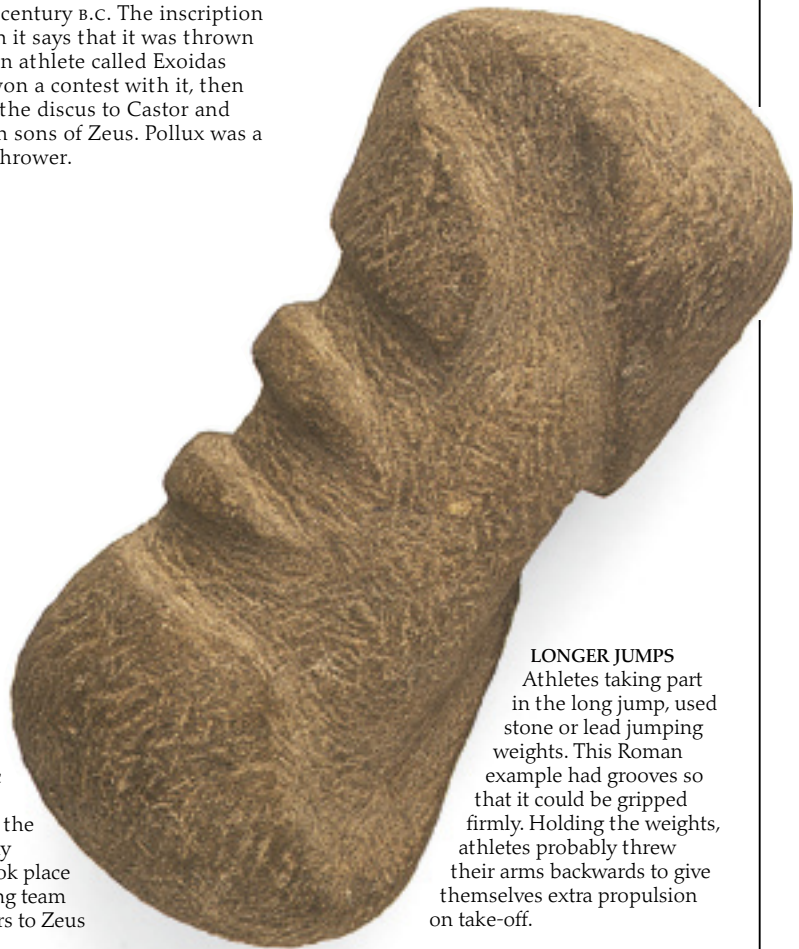 century B.C. The inscription
it says that it was thrown
athlete called Exoidas
won a contest with it, then
the discus to Castor and
sons of Zeus. Pollux was a
thrower.
LONGER JUMPS
Athletes taking part
in the long jump, used
stone or lead jumping
weights. This Roman
example had grooves so
that it could be gripped
firmly. Holding the weights,
athletes probably threw
their arms backwards to give
themselves extra propulsion
on take-off.
the
place
team
to Zeus